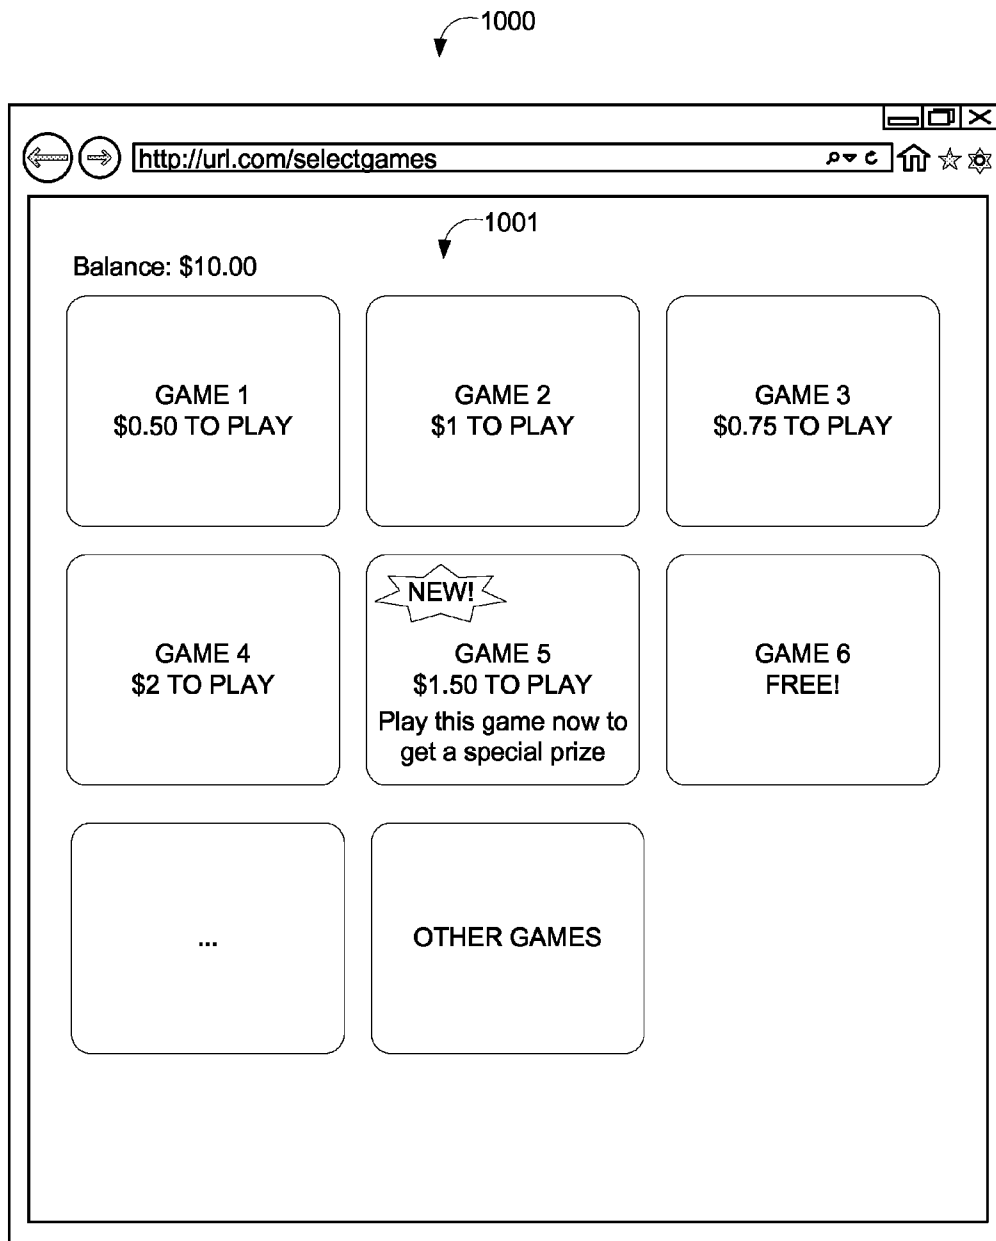 1000
http://url.com/selectgames
1001
Balance: $10.00
GAME 1
$0.50 TO PLAY
GAME 2
$1 TO PLAY
GAME 3
$0.75 TO PLAY
GAME 4
$2 TO PLAY
NEW!
GAME 5
$1.50 TO PLAY
Play this game now to
get a special prize
GAME 6
FREE!
...
OTHER GAMES